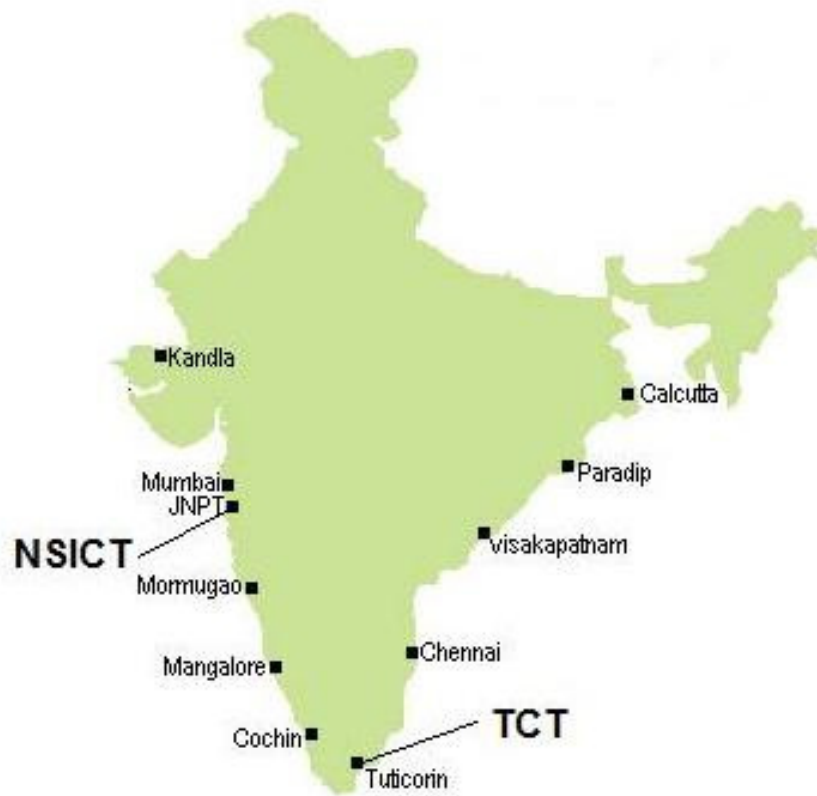 Kandla
Calcutta
Mumbai
Paradip
JNPT
visakapatnam
NSICT
Mormugao
Chennai
Mangalore
TCT
Cochin
Tuticorin